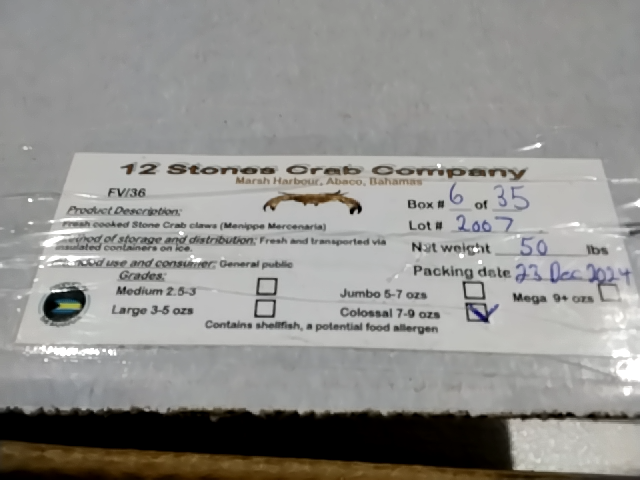 12 Stones Crab Company
Marsh Harbour, Abaco, Bahamas
FV/36
Box # 6 of 35
Product Description:
Lot # 2007
Fresh cooked Stone Crab claws (Menippe Mercenaria)
Method of storage and distribution: Fresh and transported via
insulated containers on ice.
Net weight 50 lbs
food use and consumer: General public
Packing date 23 Dec 2024
Grades:
Medium 2.5-3
Jumbo 5-7 ozs
Mega 9+ ozs
Large 3-5 ozs
Colossal 7-9 ozs
Contains shellfish, a potential food allergen